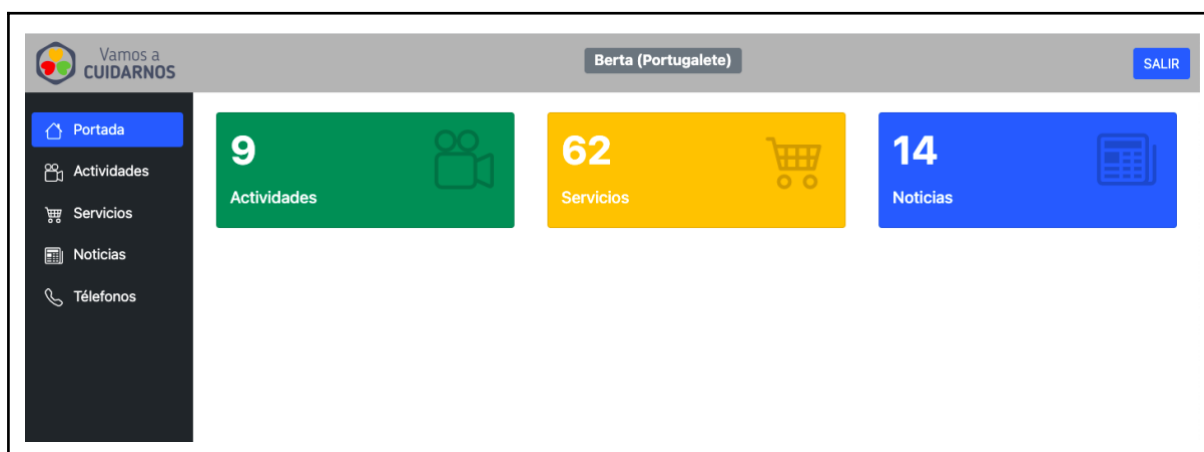 Vamos a
CUIDARNOS
Berta (Portugalete)
SALIR
Portada
Actividades
Servicios
Noticias
Télefonos
9
Actividades
62
Servicios
14
Noticias